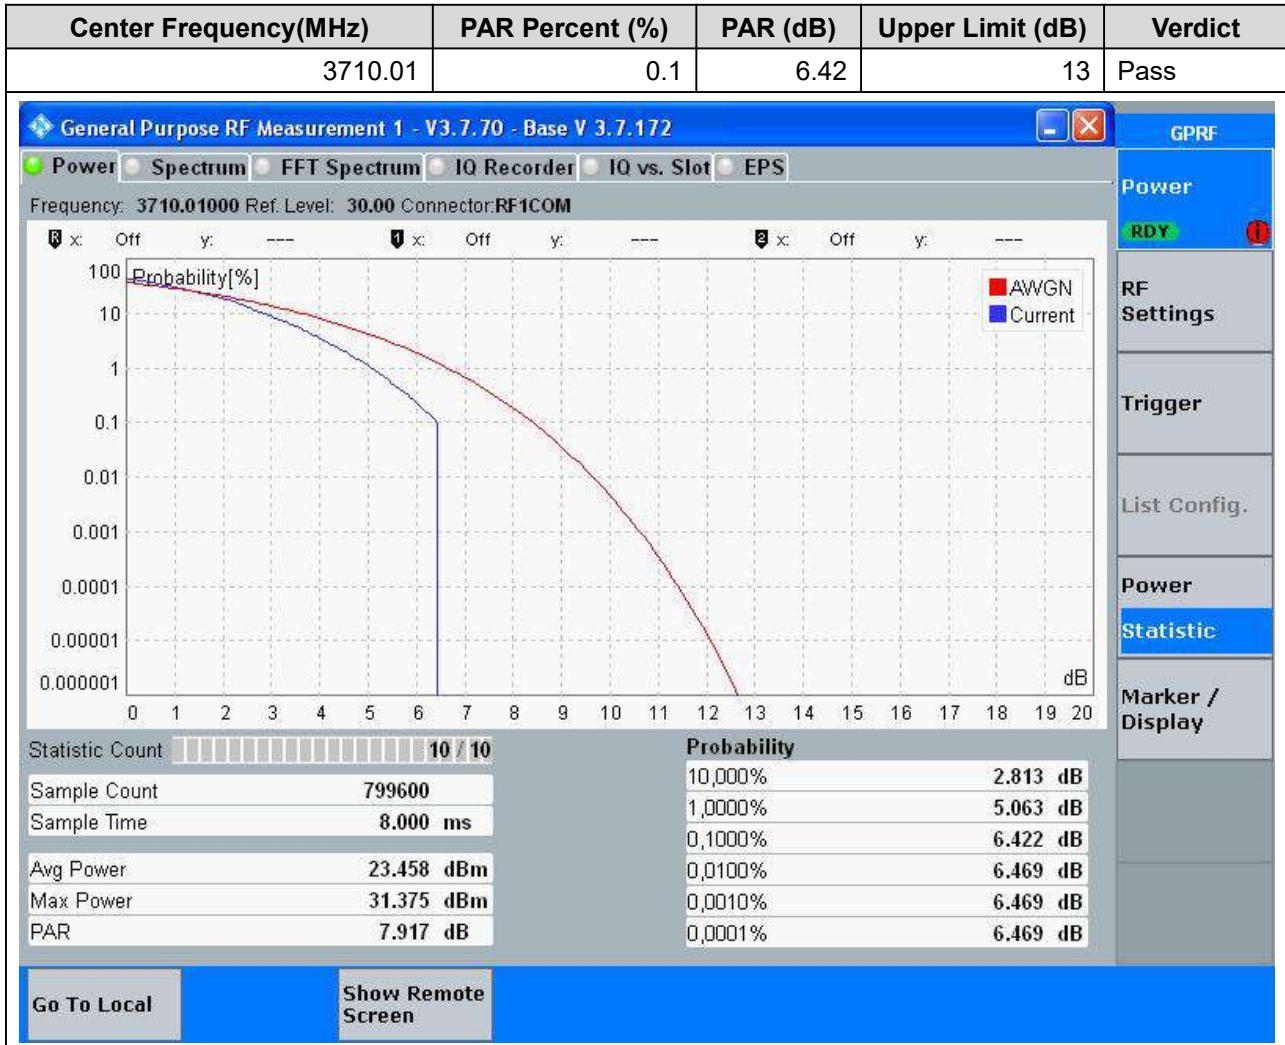 Center Frequency(MHz) PAR Percent (%) PAR (dB) Upper Limit (dB) Verdict
3710.01 0.1 6.42 13 Pass
General Purpose RF Measurement 1 - V3.7.70 - Base V 3.7.172
GPRF
Power Spectrum FFT Spectrum IQ Recorder IQ vs. Slot EPS
Power
RDY
Frequency: 3710.01000 Ref. Level: 30.00 Connector:RF1COM
R x: Off y: --- 1 x: Off y: --- 2 x: Off y: ---
Probability[%]
AWGN
Current
100
10
1
0.1
0.01
0.001
0.0001
0.00001
0.000001
dB
0 1 2 3 4 5 6 7 8 9 10 11 12 13 14 15 16 17 18 19 20
RF
Settings
Trigger
List Config.
Power
Statistic
Marker /
Display
Statistic Count 10 / 10
Sample Count 799600
Sample Time 8.000 ms
Avg Power 23.458 dBm
Max Power 31.375 dBm
PAR 7.917 dB
Probability
10,000% 2.813 dB
1,0000% 5.063 dB
0,1000% 6.422 dB
0,0100% 6.469 dB
0,0010% 6.469 dB
0,0001% 6.469 dB
Go To Local
Show Remote
Screen